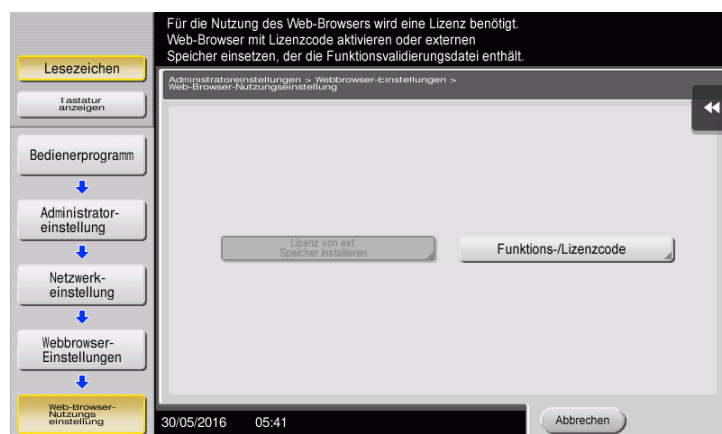 Für die Nutzung des Web-Browsers wird eine Lizenz benötigt.
Web-Browser mit Lizenzcode aktivieren oder externen
Speicher einsetzen, der die Funktionsvalidierungsdatei enthält.
Lesezeichen
Tastatur
anzeigen
Administratoreinstellungen > Webbrowser-Einstellungen >
Web-Browser-Nutzungseinstellung
Bedienerprogramm
Administrator-
einstellung
Netzwerk-
einstellung
Webbrowser-
Einstellungen
Web-Browser-
Nutzungs
einstellung
Lizenz von ext.
Speicher installieren
Funktions-/Lizenzcode
30/05/2016 05:41
Abbrechen